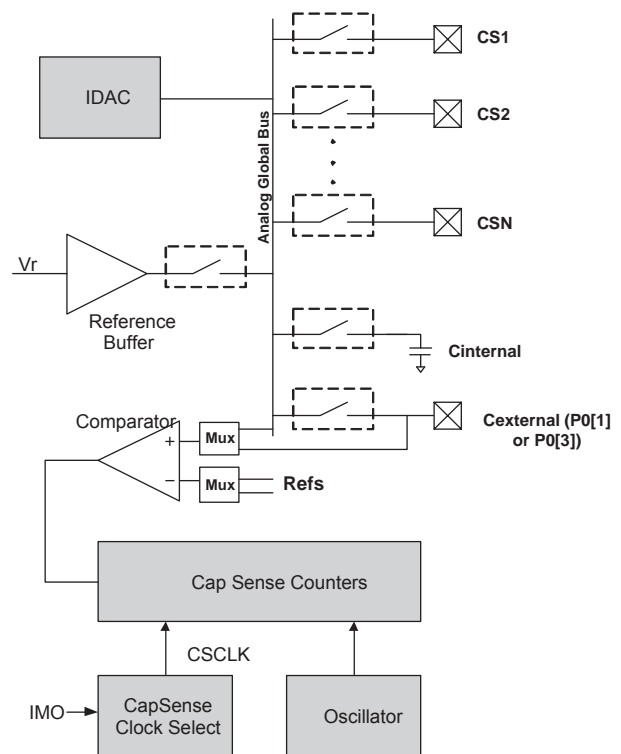 CS1
IDAC
CS2
Analog Global Bus
CSN
Vr
Reference
Buffer
Cinternal
Comparator
+
Mux
Cexternal (P0[1]
or P0[3])
−
Mux
Refs
Cap Sense Counters
CSCLK
IMO
CapSense
Clock Select
Oscillator